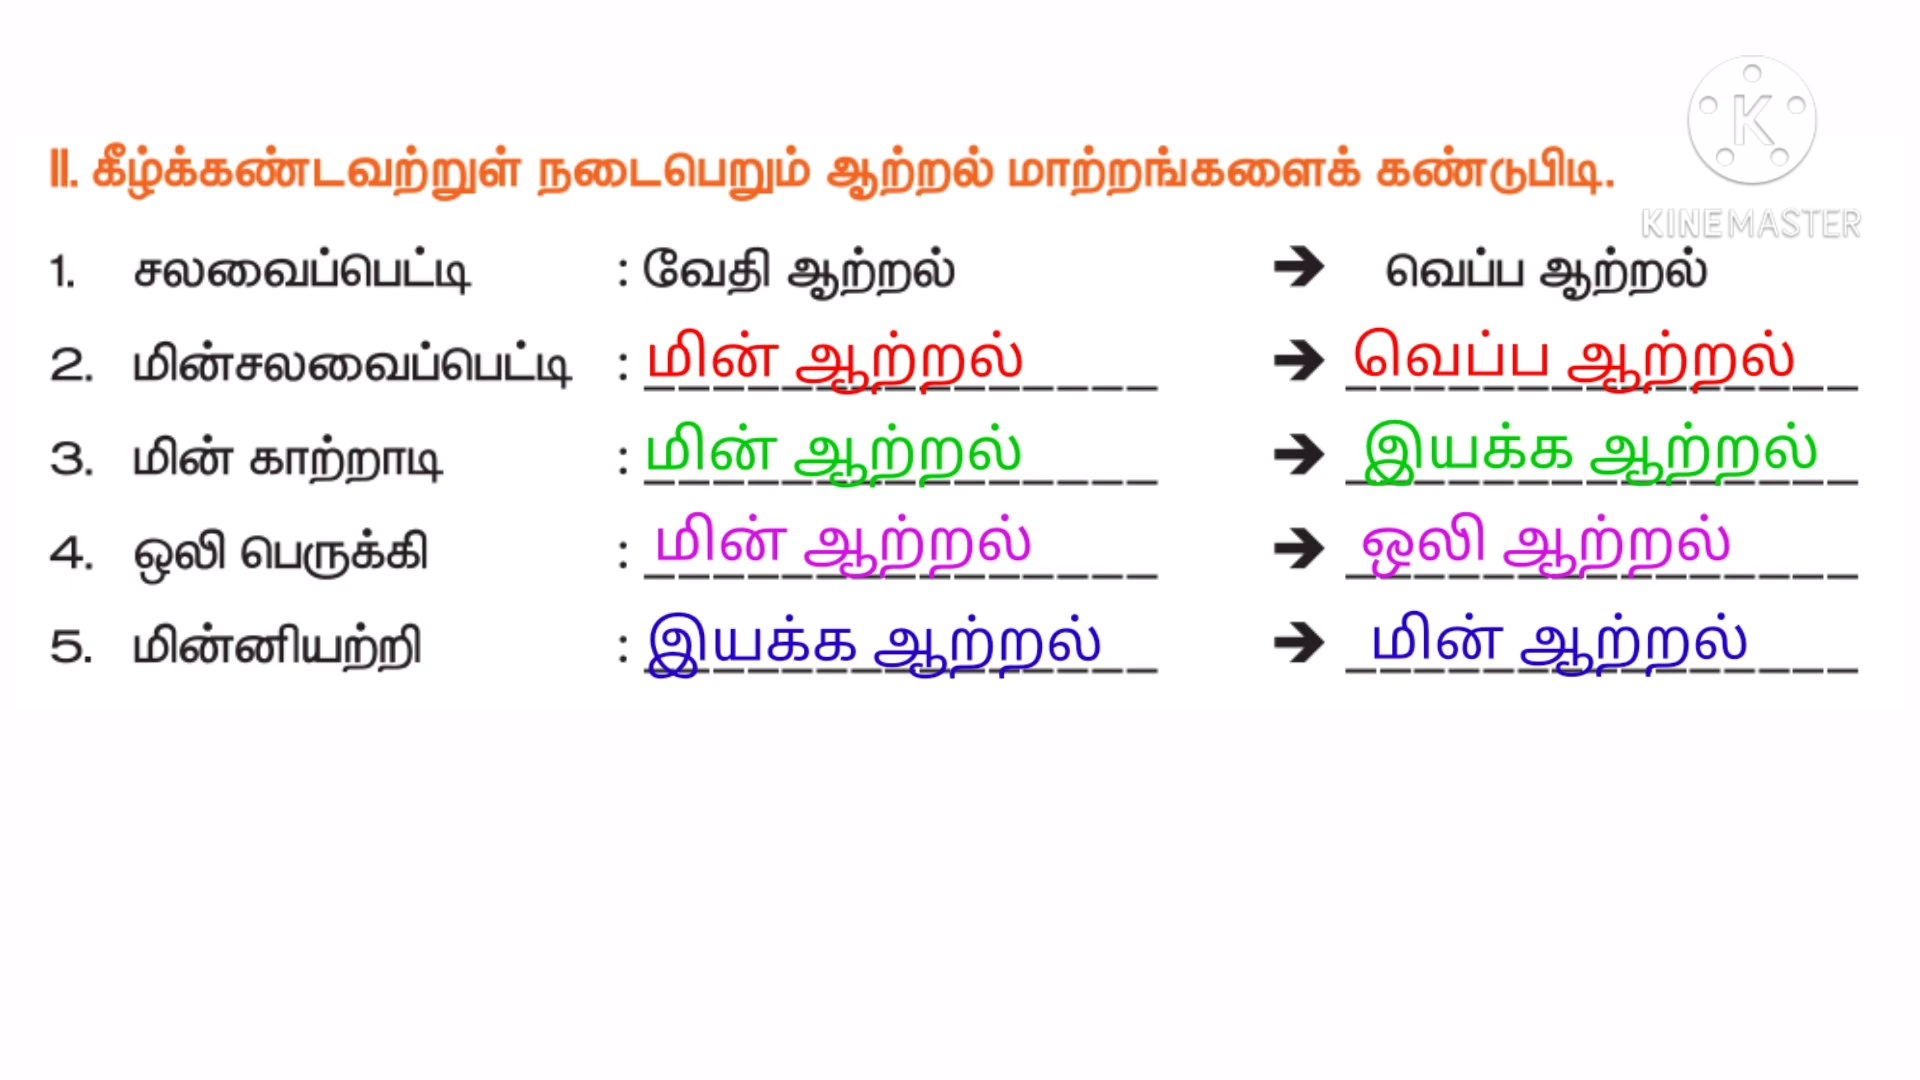 II. கீழ்க்கண்டவற்றுள் நடைபெறும் ஆற்றல் மாற்றங்களைக் கண்டுபிடி.
K
KINEMASTER
1. சலவைப்பெட்டி : வேதி ஆற்றல் ➔ வெப்ப ஆற்றல்
2. மின்சலவைப்பெட்டி : மின் ஆற்றல் ➔ வெப்ப ஆற்றல்
3. மின் காற்றாடி : மின் ஆற்றல் ➔ இயக்க ஆற்றல்
4. ஒலி பெருக்கி : மின் ஆற்றல் ➔ ஒலி ஆற்றல்
5. மின்னியற்றி : இயக்க ஆற்றல் ➔ மின் ஆற்றல்